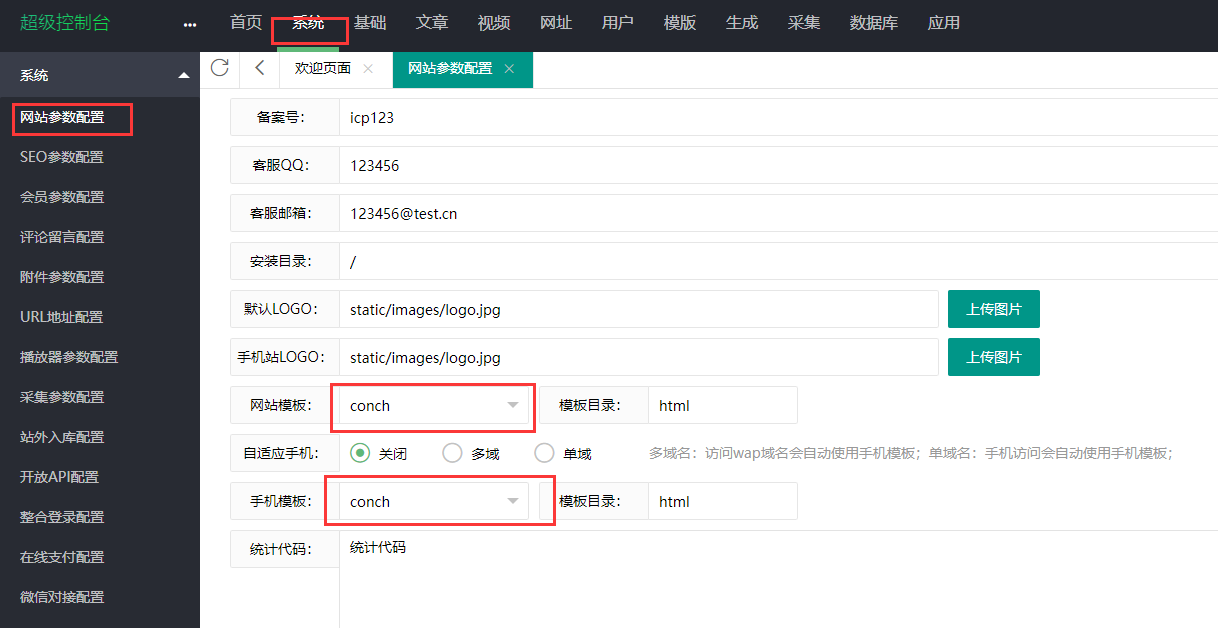 超级控制台 ... 首页 系统 基础 文章 视频 网址 用户 模版 生成 采集 数据库 应用
系统
欢迎页面 网站参数配置
网站参数配置
SEO参数配置
会员参数配置
评论留言配置
附件参数配置
URL地址配置
播放器参数配置
采集参数配置
站外入库配置
开放API配置
整合登录配置
在线支付配置
微信对接配置
备案号： icp123
客服QQ： 123456
客服邮箱： 123456@test.cn
安装目录： /
默认LOGO： static/images/logo.jpg 上传图片
手机站LOGO： static/images/logo.jpg 上传图片
网站模板： conch 模板目录： html
自适应手机： 关闭 多域 单域 多域名：访问wap域名会自动使用手机模板；单域名：手机访问会自动使用手机模板；
手机模板： conch 模板目录： html
统计代码： 统计代码